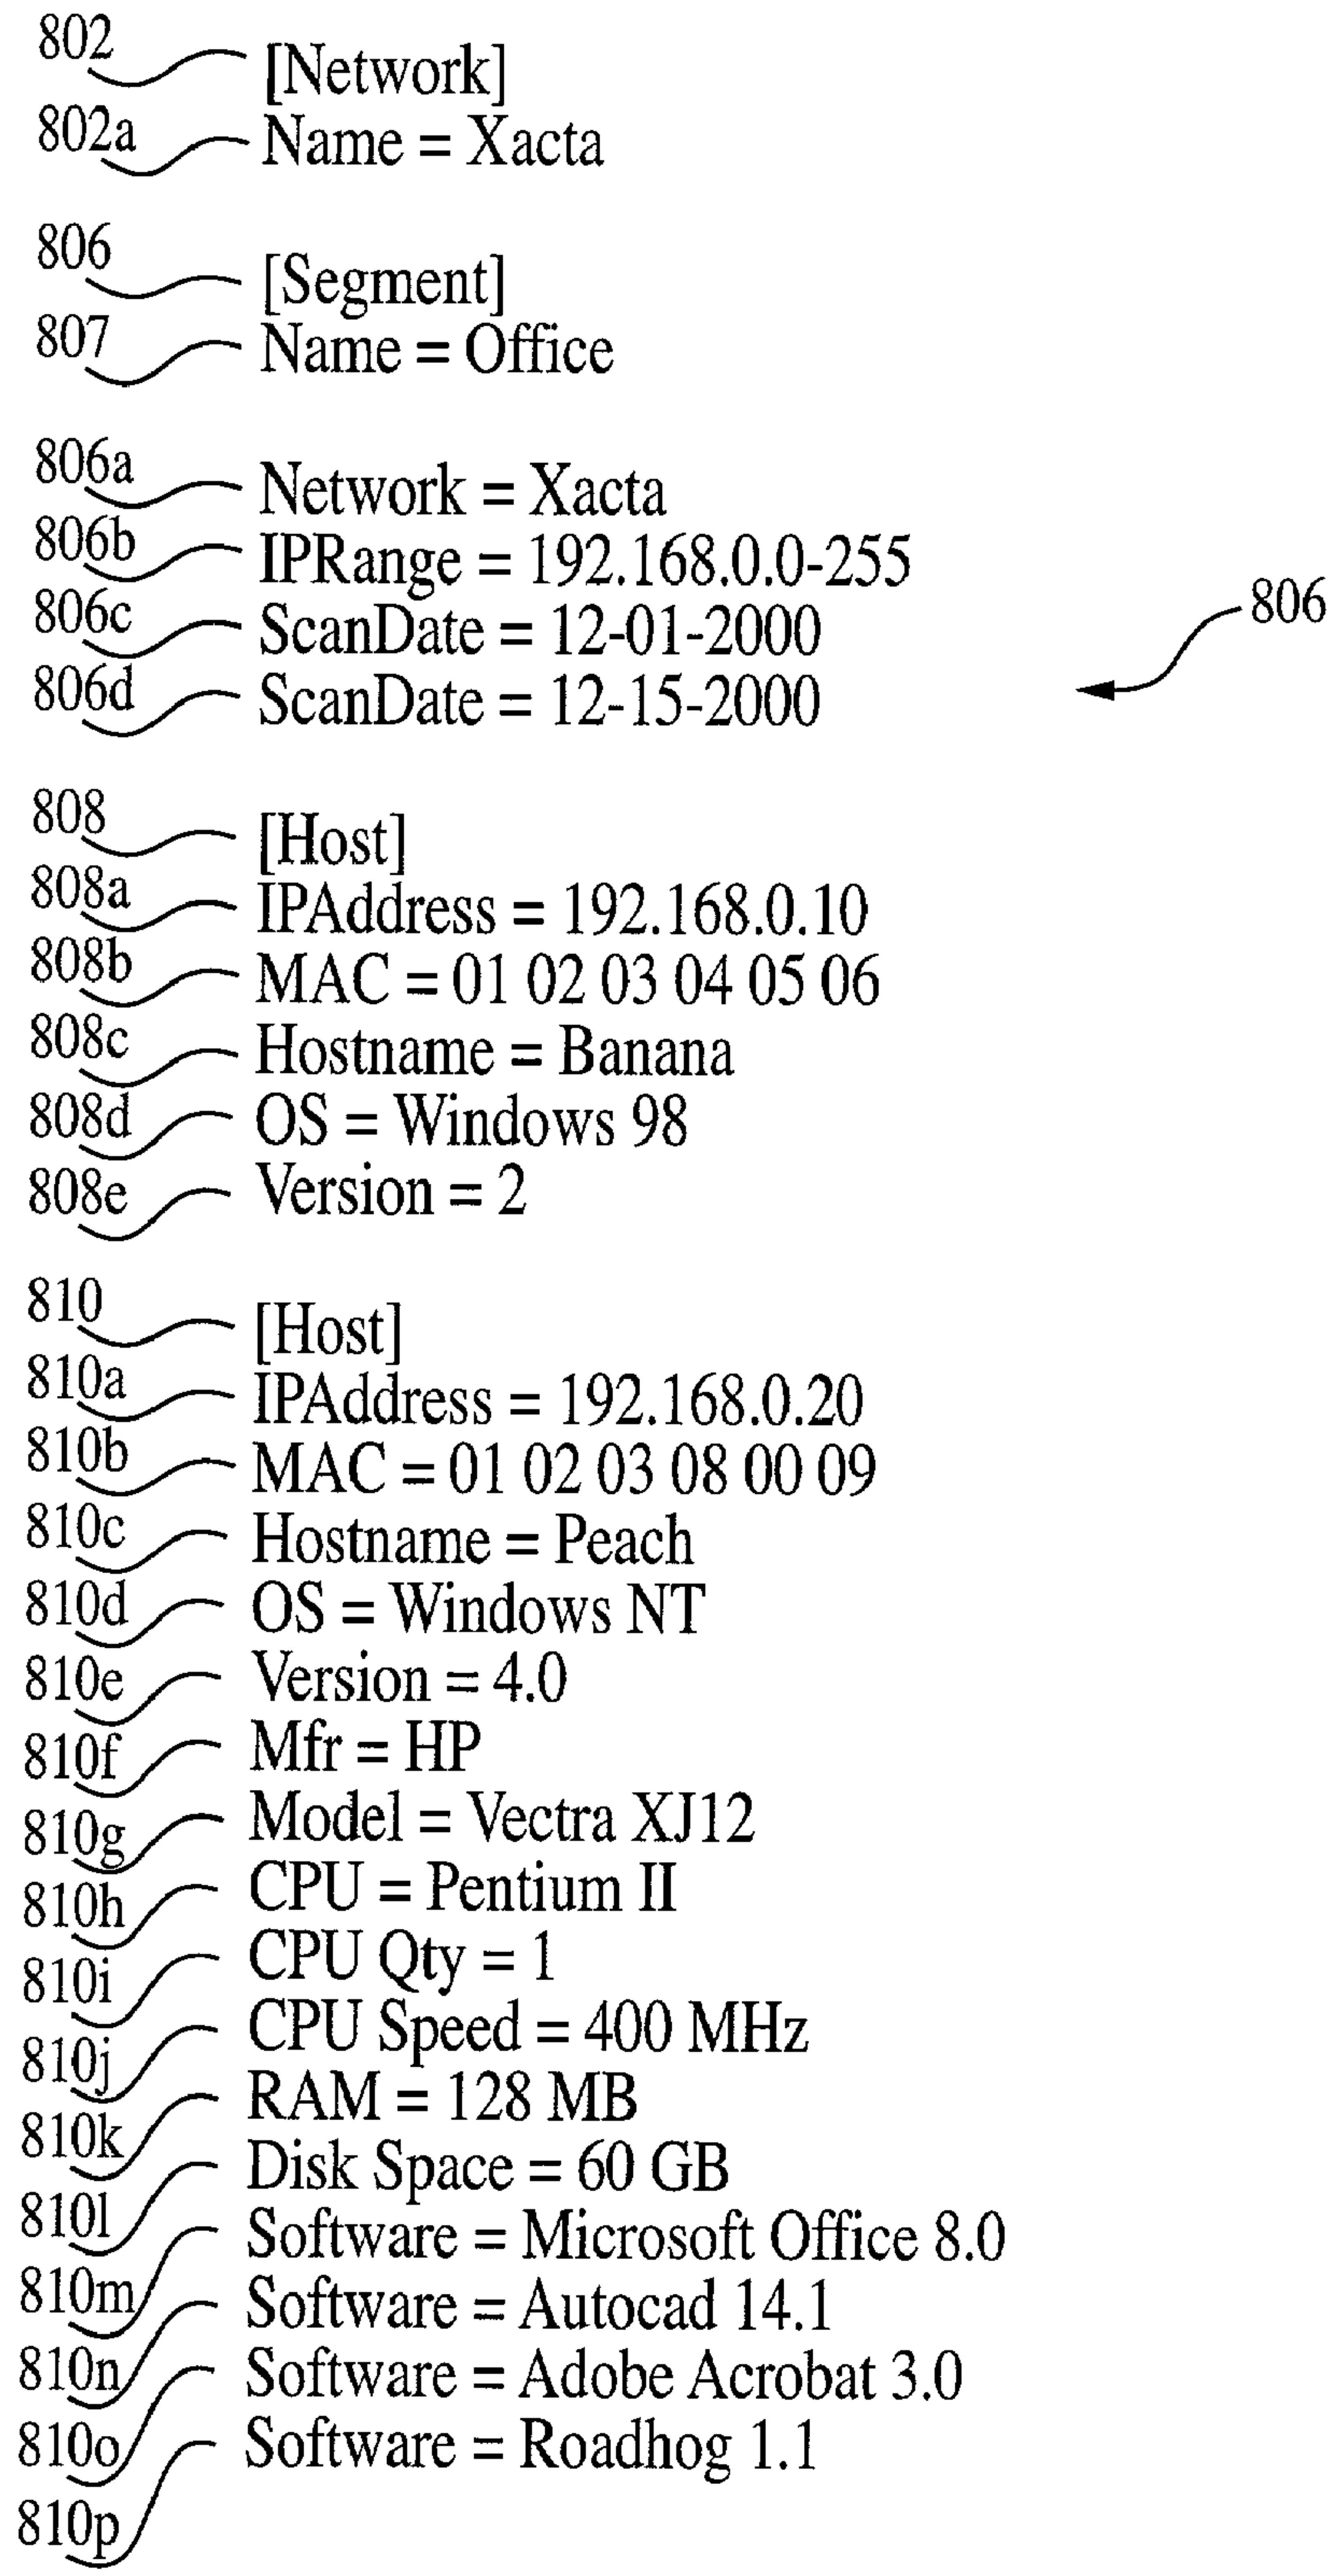 802 [Network]
802a Name = Xacta
806 [Segment]
807 Name = Office
806a Network = Xacta
806b IPRange = 192.168.0.0-255
806c ScanDate = 12-01-2000 806
806d ScanDate = 12-15-2000
808 [Host]
808a IPAddress = 192.168.0.10
808b MAC = 01 02 03 04 05 06
808c Hostname = Banana
808d OS = Windows 98
808e Version = 2
810 [Host]
810a IPAddress = 192.168.0.20
810b MAC = 01 02 03 08 00 09
810c Hostname = Peach
810d OS = Windows NT
810e Version = 4.0
810f Mfr = HP
810g Model = Vectra XJ12
810h CPU = Pentium II
810i CPU Qty = 1
810j CPU Speed = 400 MHz
810k RAM = 128 MB
810l Disk Space = 60 GB
810m Software = Microsoft Office 8.0
810n Software = Autocad 14.1
810o Software = Adobe Acrobat 3.0
810p Software = Roadhog 1.1